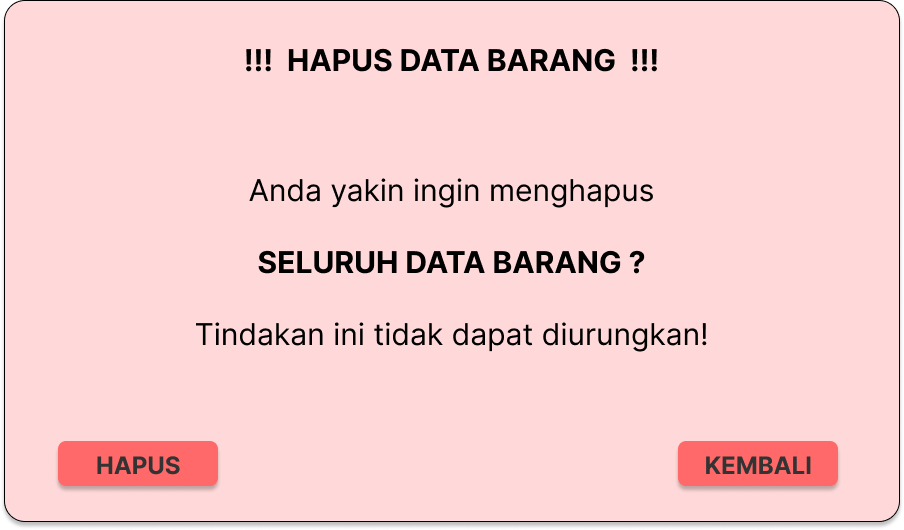 !!! HAPUS DATA BARANG !!!
Anda yakin ingin menghapus
SELURUH DATA BARANG ?
Tindakan ini tidak dapat diurungkan!
HAPUS
KEMBALI